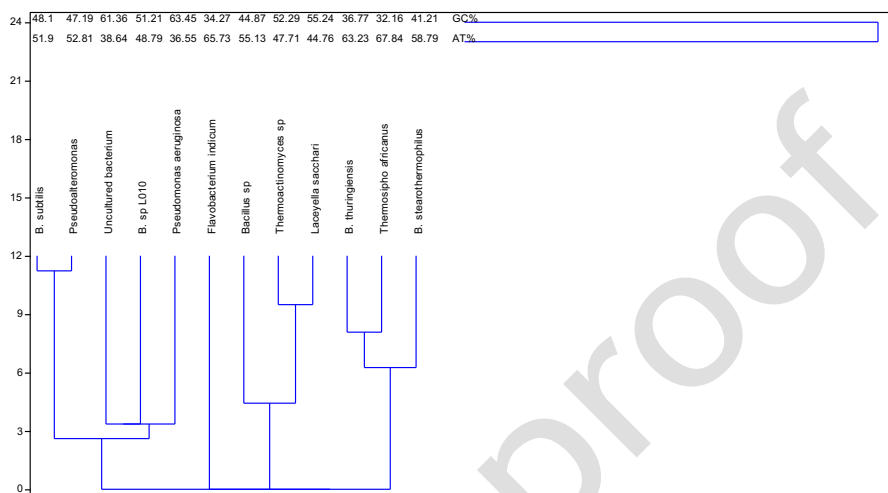 24
48.1 47.19 61.36 51.21 63.45 34.27 44.87 52.29 55.24 36.77 32.16 41.21 GC%
51.9 52.81 38.64 48.79 36.55 65.73 55.13 47.71 44.76 63.23 67.84 58.79 AT%
21
18
15
B. subtilis
Pseudoalteromonas
Uncultured bacterium
B. sp L010
Pseudomonas aeruginosa
Flavobacterium indicum
Bacillus sp
Thermoactinomyces sp
Laceyella sacchari
B. thuringiensis
Thermosipho africanus
B. stearothermophilus
12
9
6
3
0
proof